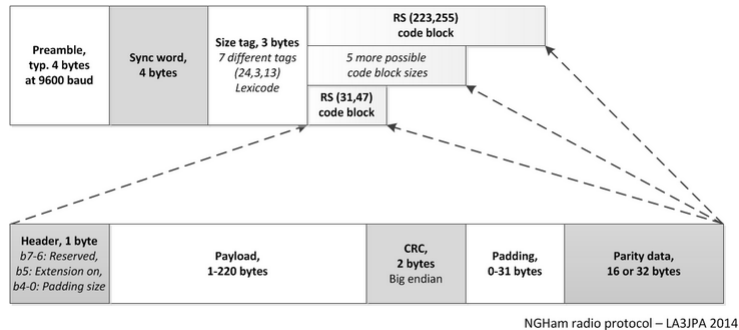 Preamble,
typ. 4 bytes
at 9600 baud
Sync word,
4 bytes
Size tag, 3 bytes
7 different tags
(24,3,13)
Lexicode
RS (223,255)
code block
5 more possible
code block sizes
RS (31,47)
code block
Header, 1 byte
b7-6: Reserved,
b5: Extension on,
b4-0: Padding size
Payload,
1-220 bytes
CRC,
2 bytes
Big endian
Padding,
0-31 bytes
Parity data,
16 or 32 bytes
NGHam radio protocol – LA3JPA 2014